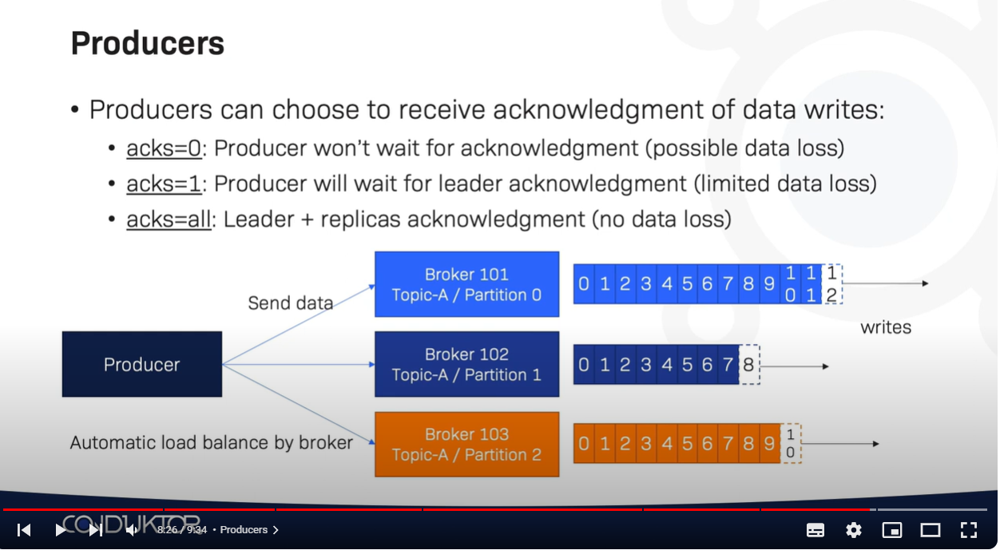 Producers
• Producers can choose to receive acknowledgment of data writes:
• acks=0: Producer won't wait for acknowledgment (possible data loss)
• acks=1: Producer will wait for leader acknowledgment (limited data loss)
• acks=all: Leader + replicas acknowledgment (no data loss)
Send data
Producer
Automatic load balance by broker
Broker 101
Topic-A / Partition 0
0 1 2 3 4 5 6 7 8 9 10 11 12
writes
Broker 102
Topic-A / Partition 1
0 1 2 3 4 5 6 7 8
Broker 103
Topic-A / Partition 2
0 1 2 3 4 5 6 7 8 9 10
CONDUKTOR
8:26 / 9:34 • Producers